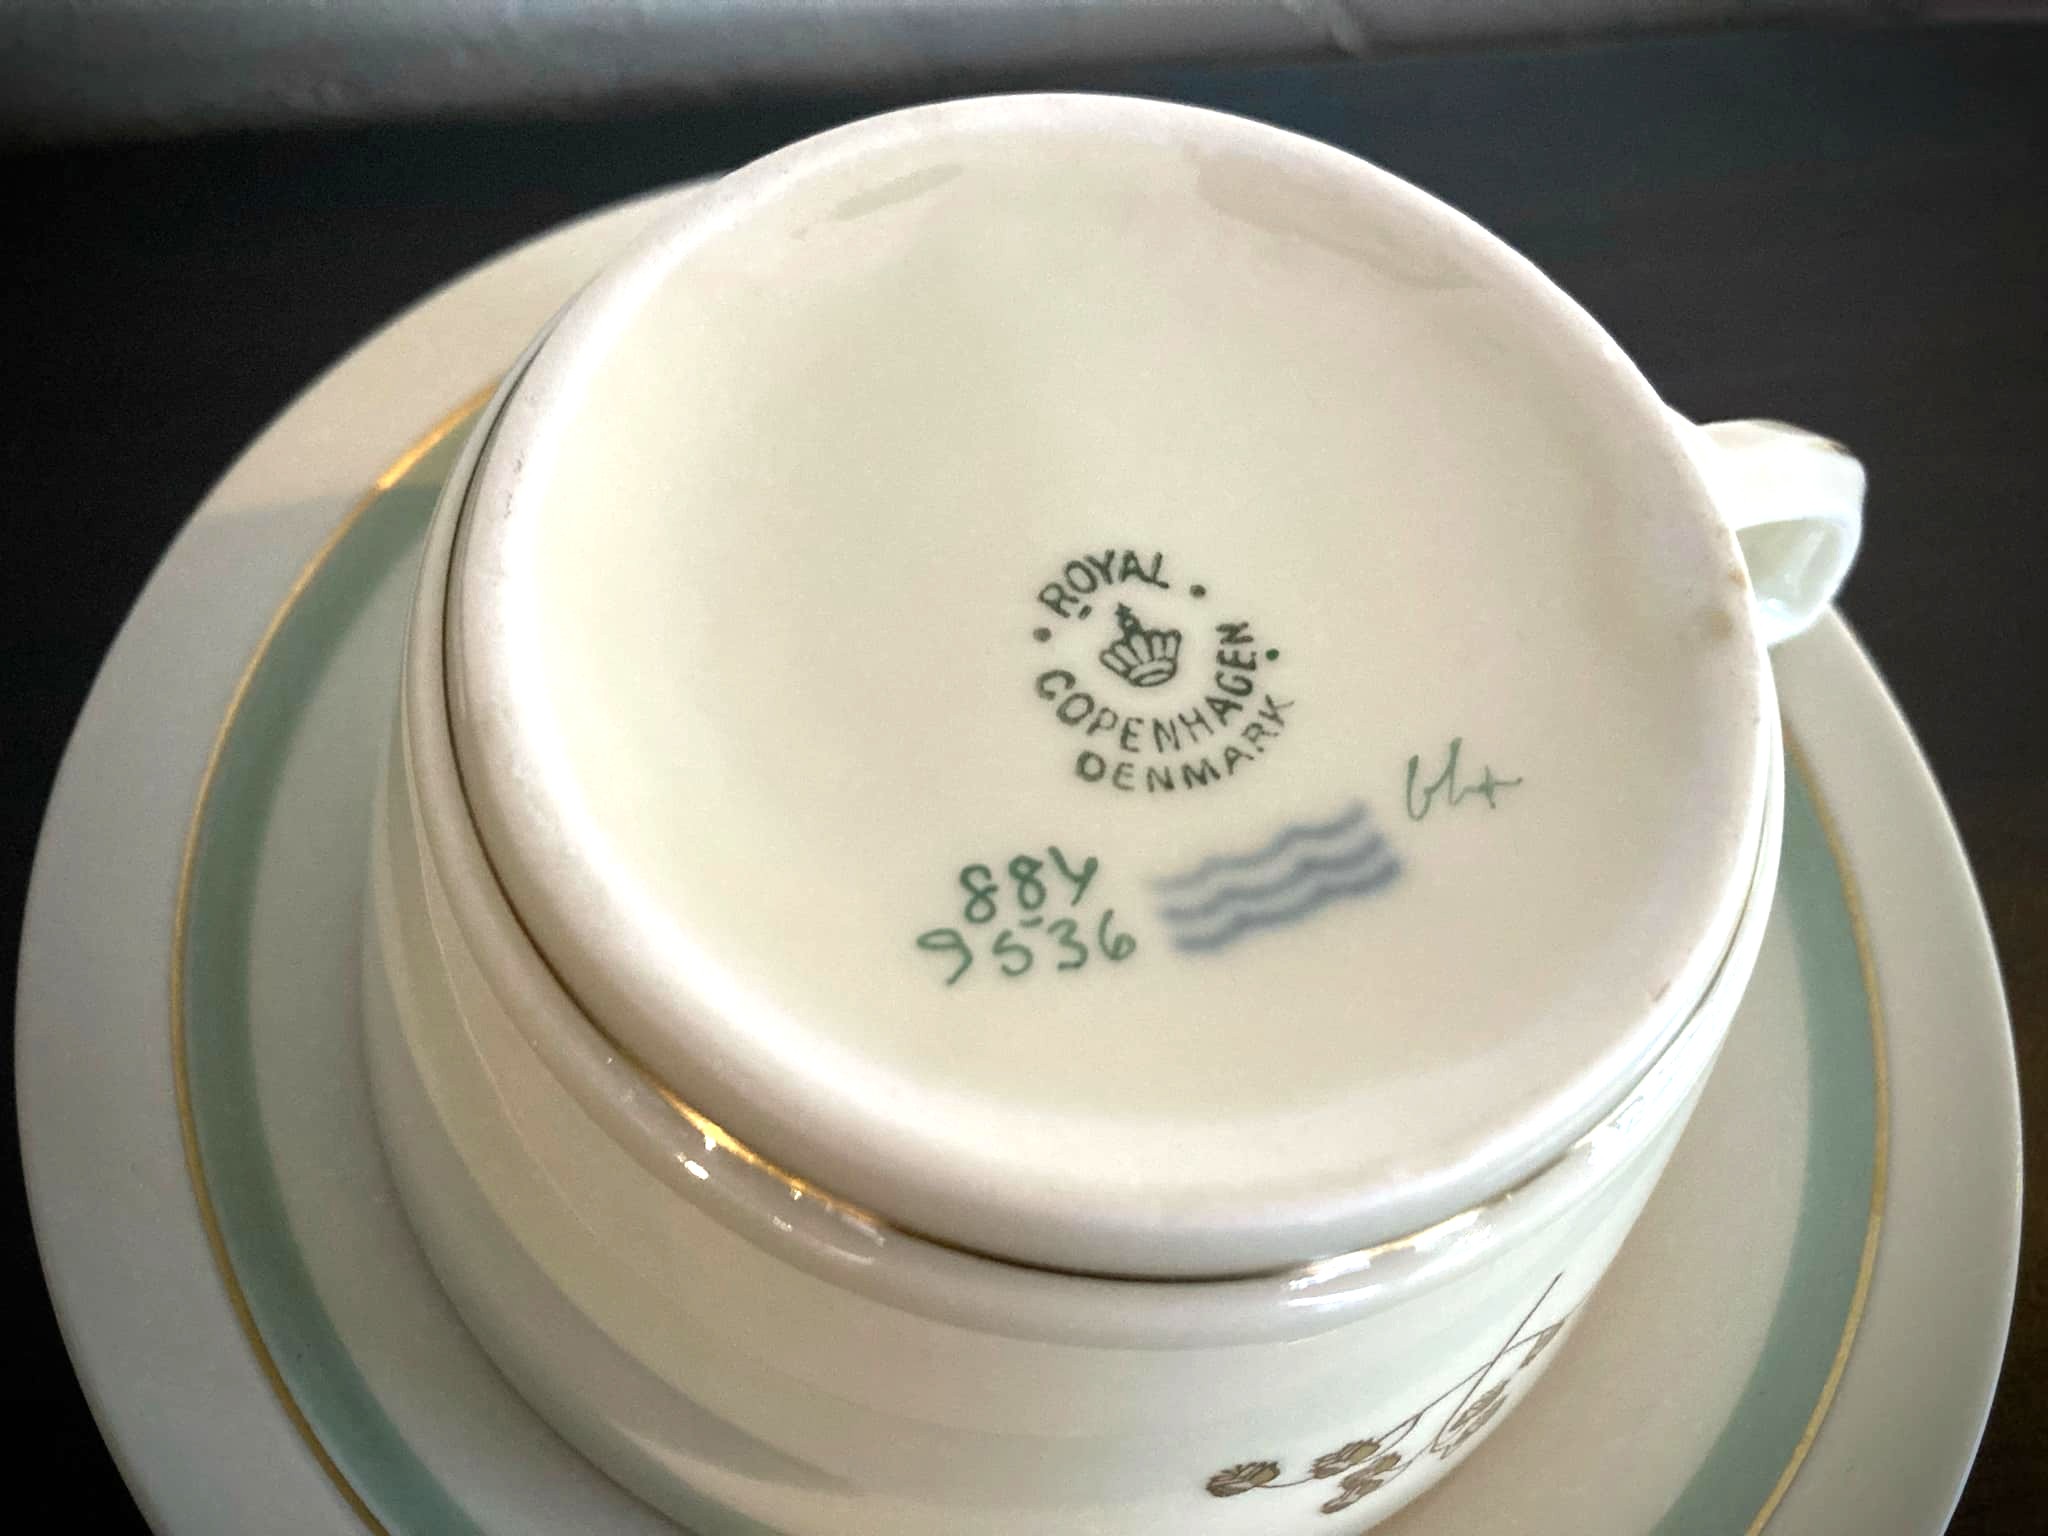 ROYAL
COPENHAGEN
DENMARK
884
9536